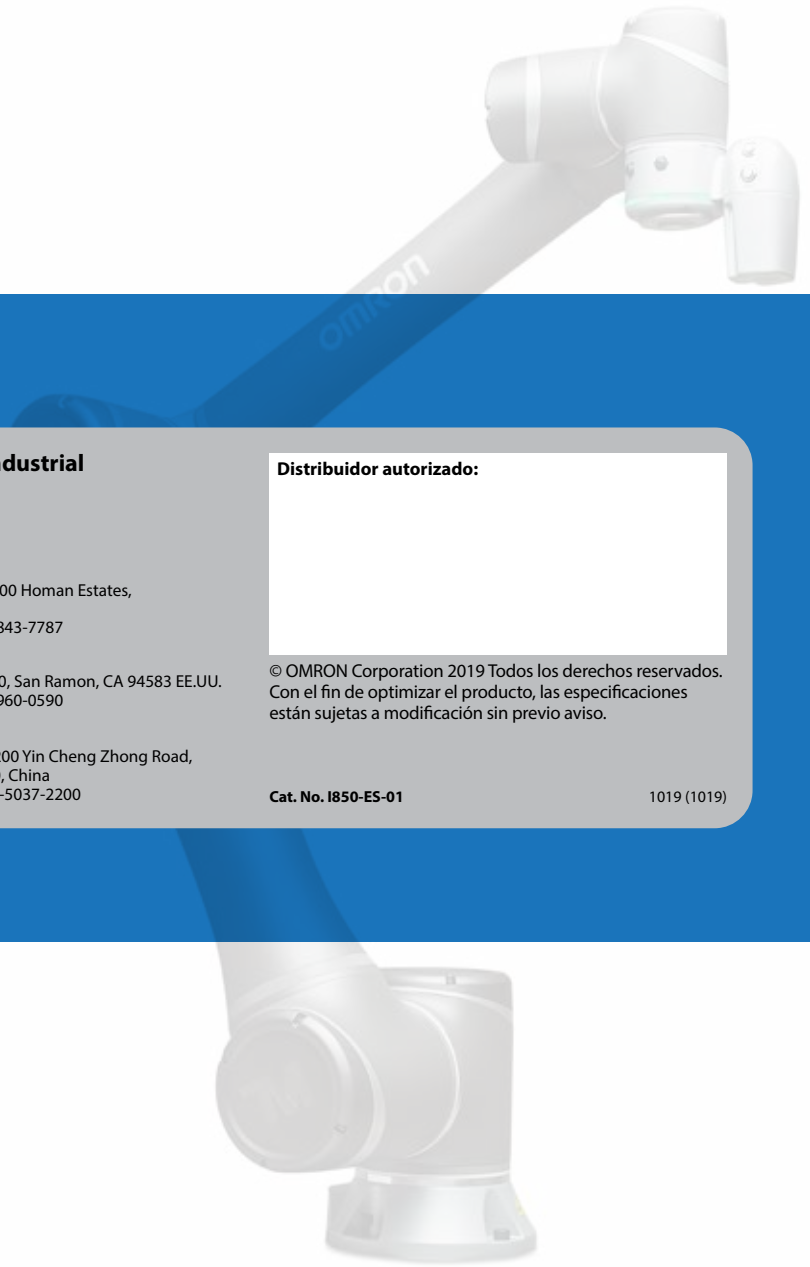 OMRON
ndustrial
00 Homan Estates,
843-7787
0, San Ramon, CA 94583 EE.UU.
960-0590
200 Yin Cheng Zhong Road,
, China
-5037-2200
Distribuidor autorizado:
© OMRON Corporation 2019 Todos los derechos reservados.
Con el fin de optimizar el producto, las especificaciones
están sujetas a modificación sin previo aviso.
Cat. No. I850-ES-01 1019 (1019)
TM